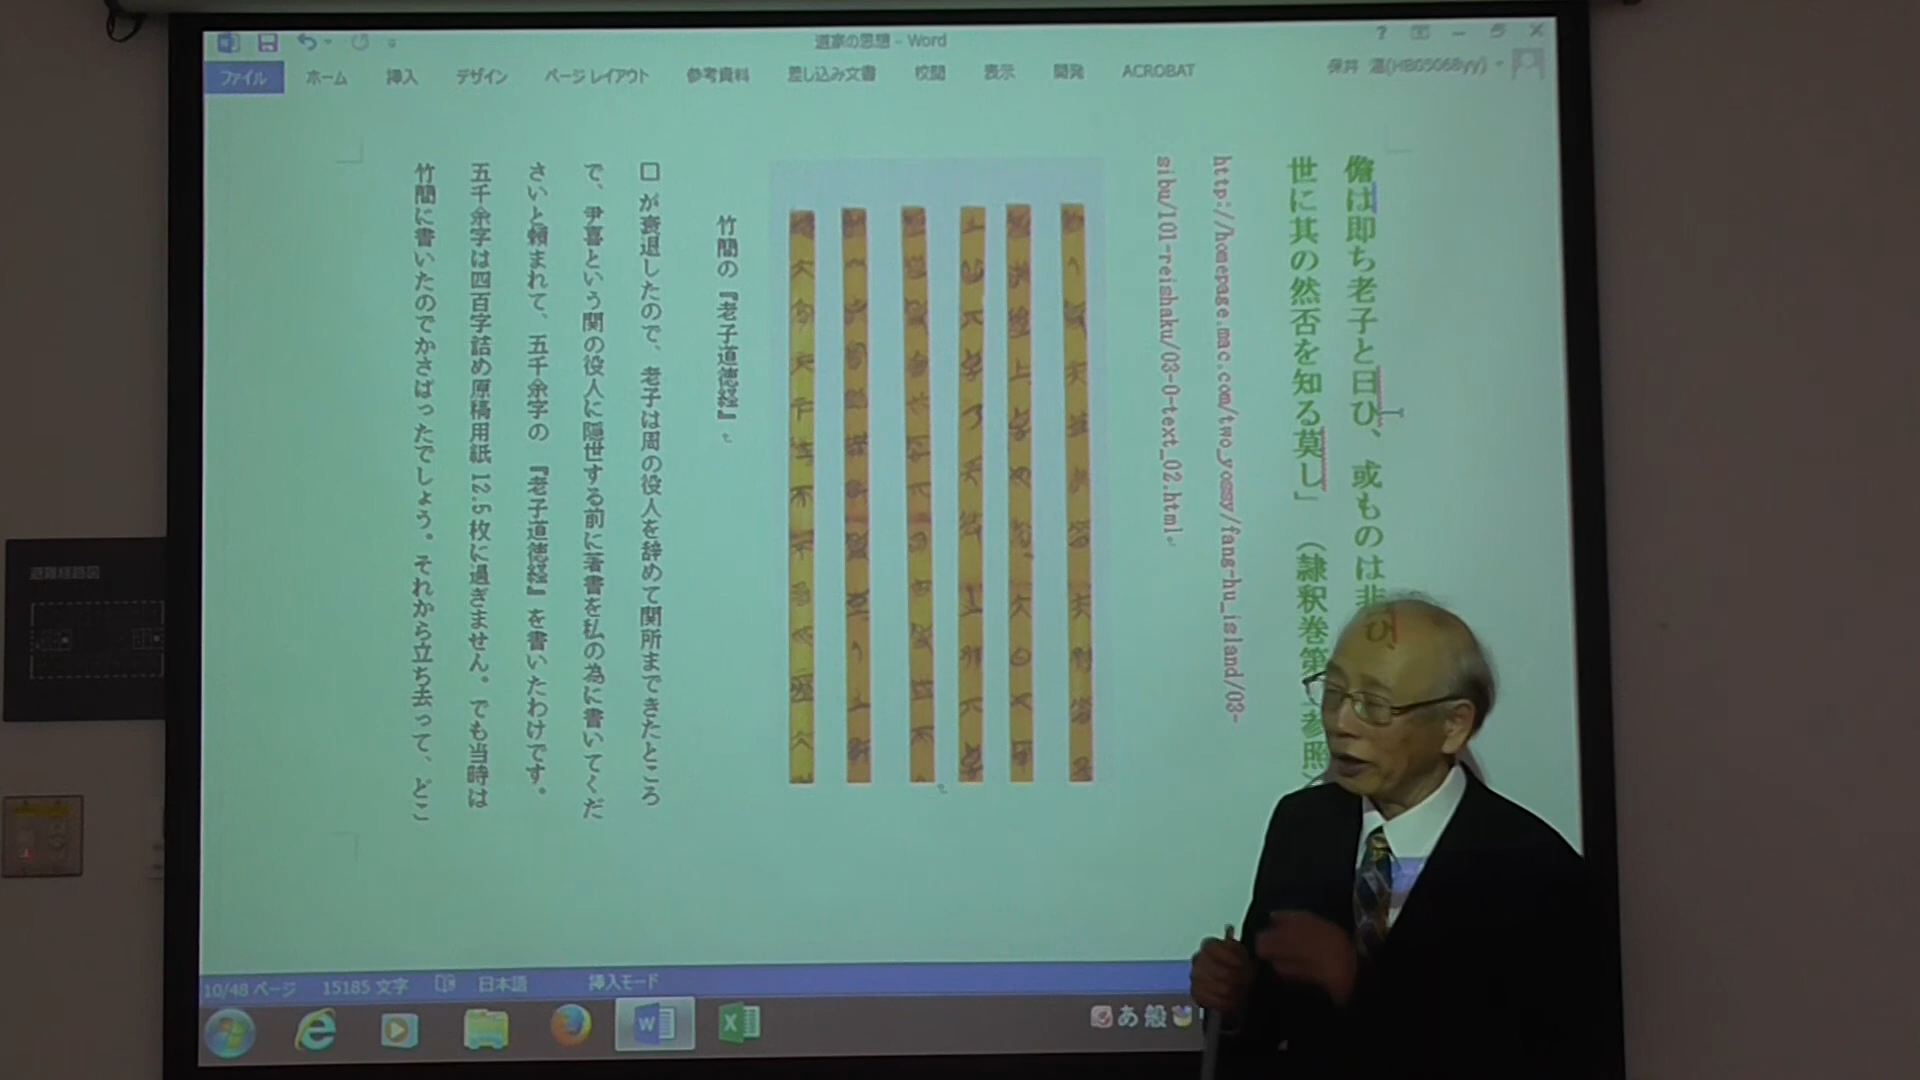 道家の思想 - Word
ファイル ホーム 挿入 デザイン ページ レイアウト 参考資料 差し込み文書 校閲 表示 開発 ACROBAT
儋は即ち老子と曰ひ、或ものは非
世に其の然否を知る莫し」（隷釈巻第 参照）
http://homepage.mac.com/two_yossy/fang-hu_island/03-
sibu/101-reishaku/03-0-text_02.html
竹簡の『老子道徳経』
口が衰退したので、老子は周の役人を辞めて関所まできたところ
で、尹喜という関の役人に隠世する前に著書を私の為に書いてくだ
さいと頼まれて、五千余字の『老子道徳経』を書いたわけです。
五千余字は四百字詰め原稿用紙12.5枚に過ぎません。でも当時は
竹簡に書いたのでかさばったでしょう。それから立ち去って、どこ
10/48 ページ 15185 文字 日本語 挿入モード
あ 般
避難経路図